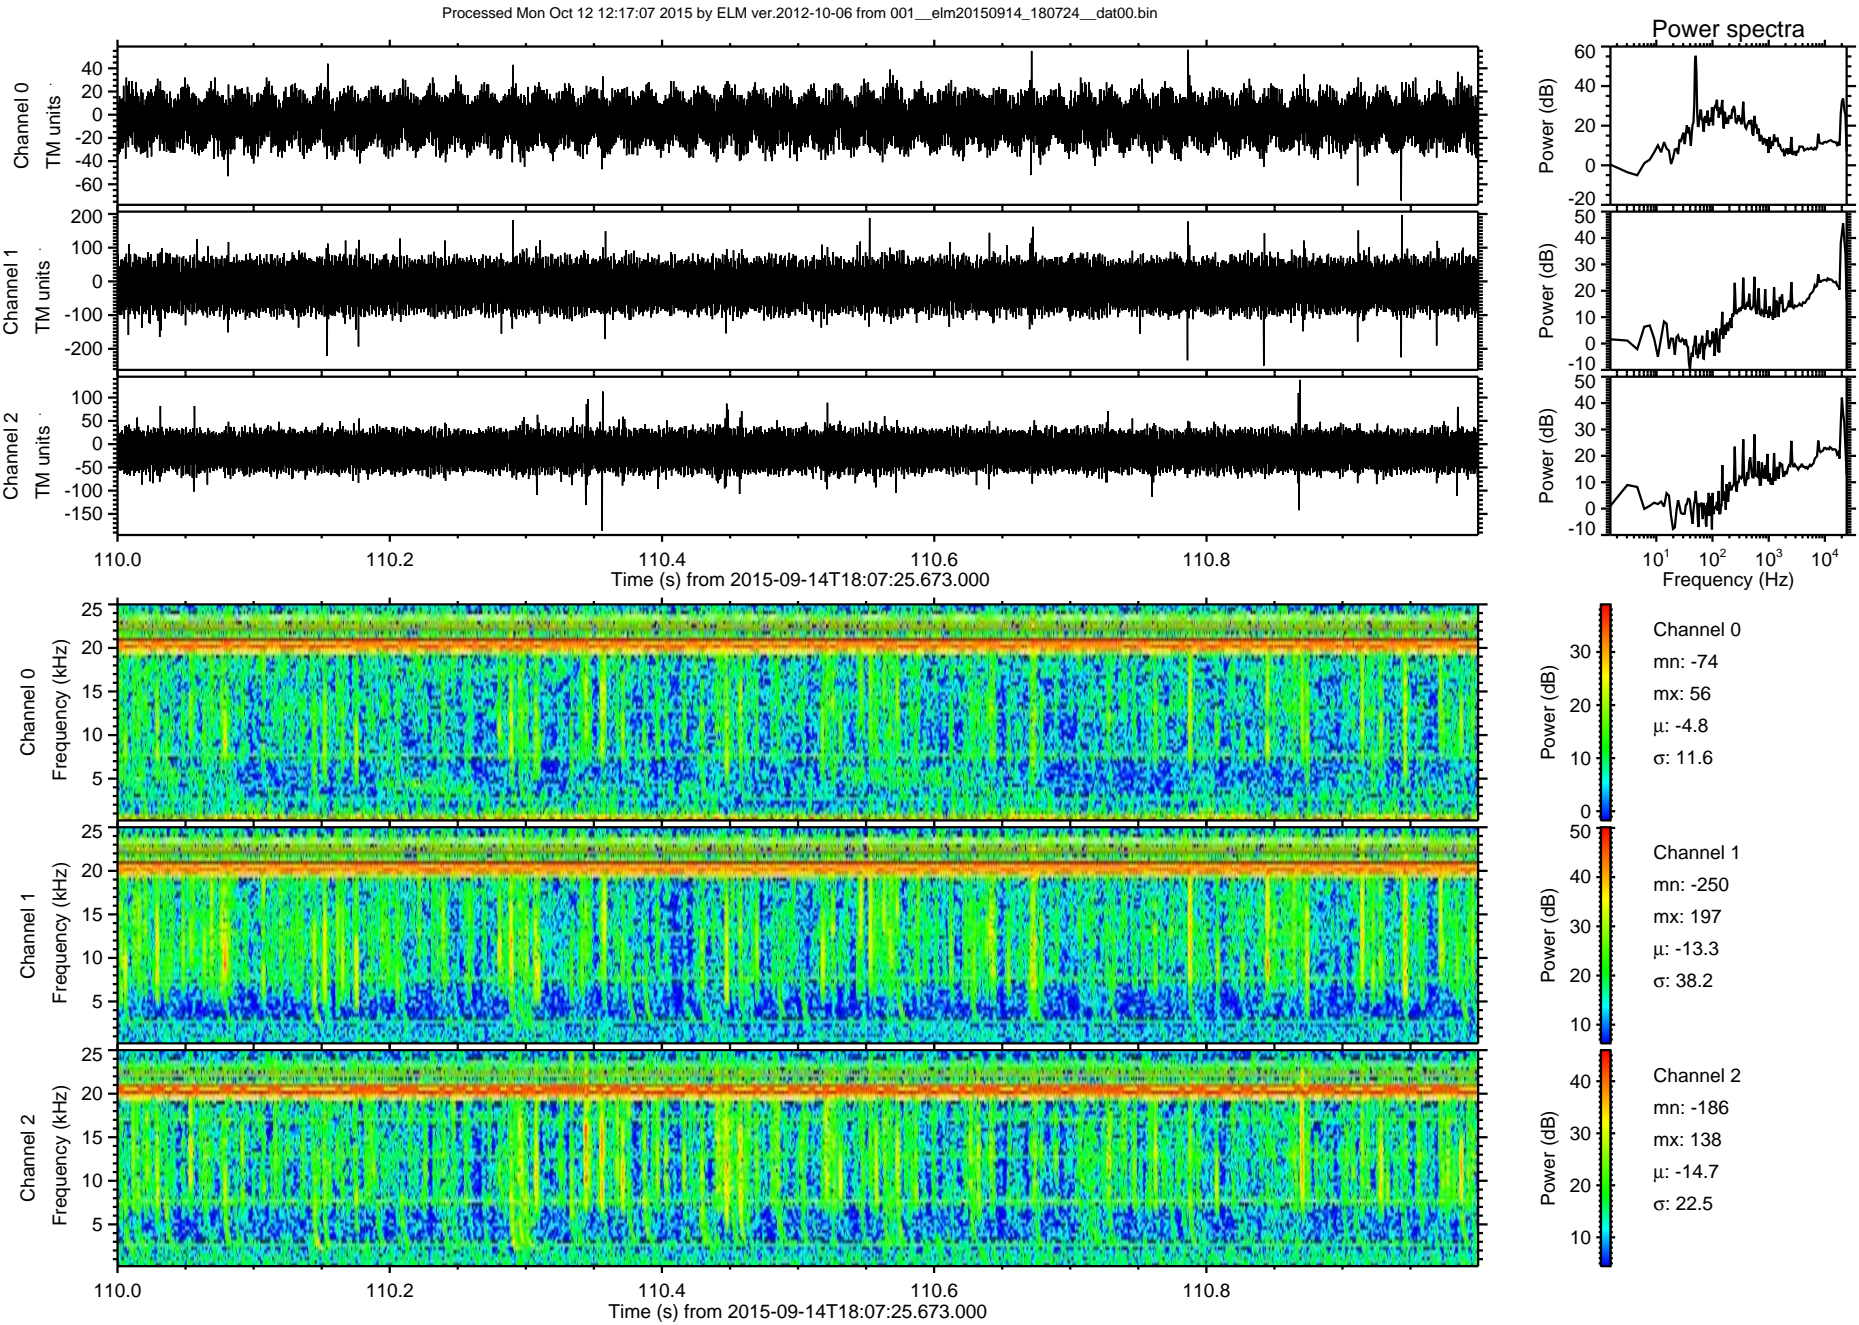 Processed Mon Oct 12 12:17:07 2015 by ELM ver.2012-10-06 from 001__elm20150914_180724__dat00.bin
Power spectra
Channel 0
TM units
40
20
0
-20
-40
-60
Power (dB)
60
40
20
0
-20
Channel 1
TM units
200
100
0
-100
-200
Power (dB)
50
40
30
20
10
0
-10
Channel 2
TM units
100
50
0
-50
-100
-150
Power (dB)
50
40
30
20
10
0
-10
110.0 110.2 110.4 110.6 110.8
Time (s) from 2015-09-14T18:07:25.673.000
10¹ 10² 10³ 10⁴
Frequency (Hz)
Channel 0
Frequency (kHz)
25
20
15
10
5
Power (dB)
30
20
10
0
Channel 0
mn: -74
mx: 56
μ: -4.8
σ: 11.6
Channel 1
Frequency (kHz)
25
20
15
10
5
Power (dB)
50
40
30
20
10
Channel 1
mn: -250
mx: 197
μ: -13.3
σ: 38.2
Channel 2
Frequency (kHz)
25
20
15
10
5
Power (dB)
40
30
20
10
Channel 2
mn: -186
mx: 138
μ: -14.7
σ: 22.5
110.0 110.2 110.4 110.6 110.8
Time (s) from 2015-09-14T18:07:25.673.000